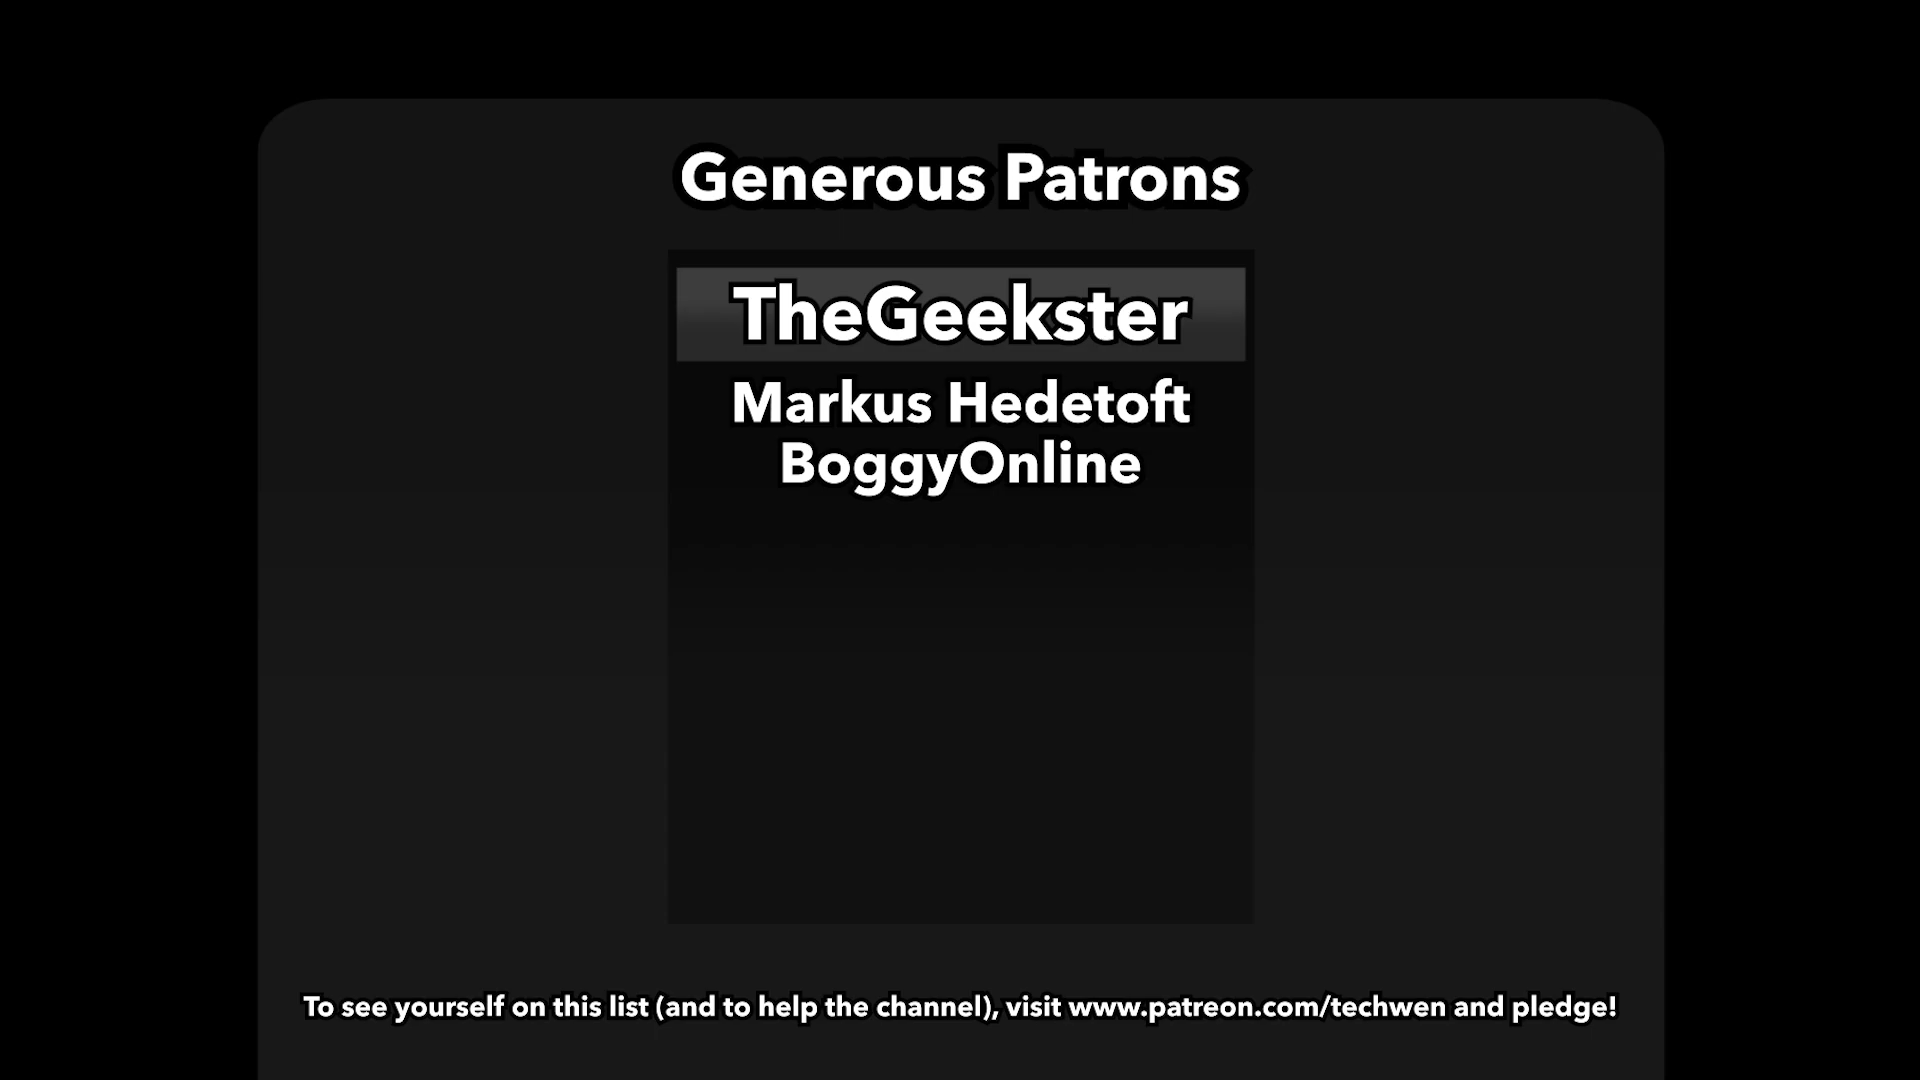 Generous Patrons
TheGeekster
Markus Hedetoft
BoggyOnline
To see yourself on this list (and to help the channel), visit www.patreon.com/techwen and pledge!